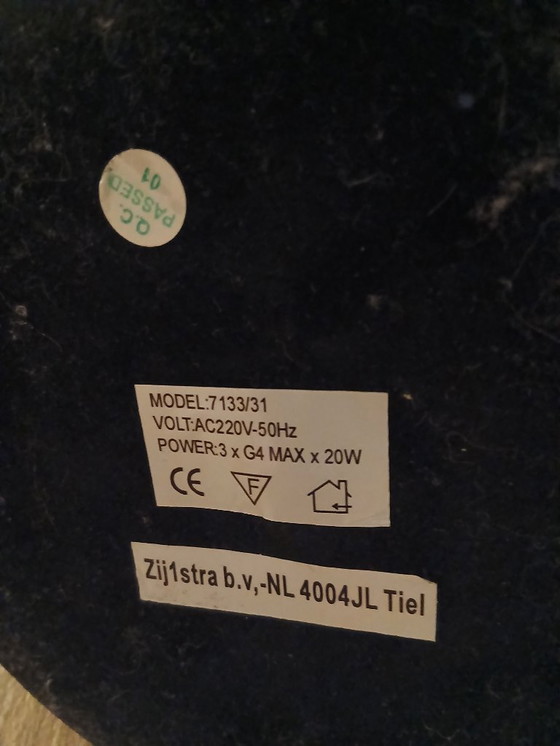 Q.C.
PASSED
01
MODEL:7133/31
VOLT:AC220V-50Hz
POWER:3 x G4 MAX x 20W
CE F
Zij1stra b.v,-NL 4004JL Tiel